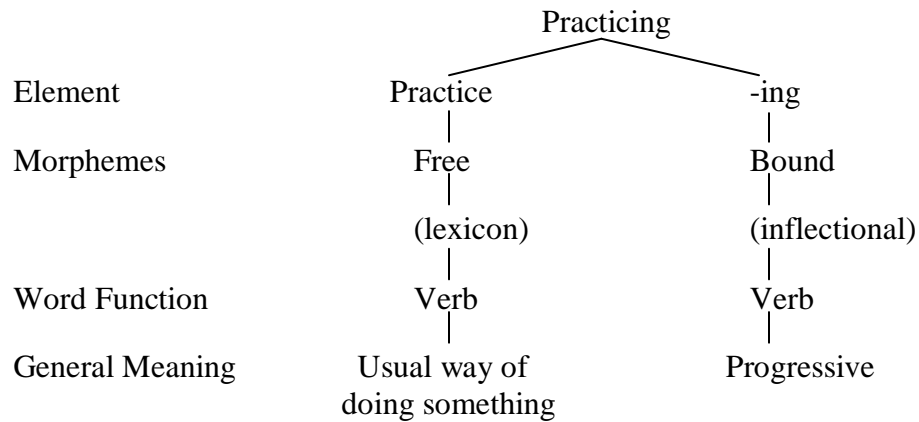 Practicing
Element Practice -ing
Morphemes Free Bound
(lexicon) (inflectional)
Word Function Verb Verb
General Meaning Usual way of Progressive
doing something